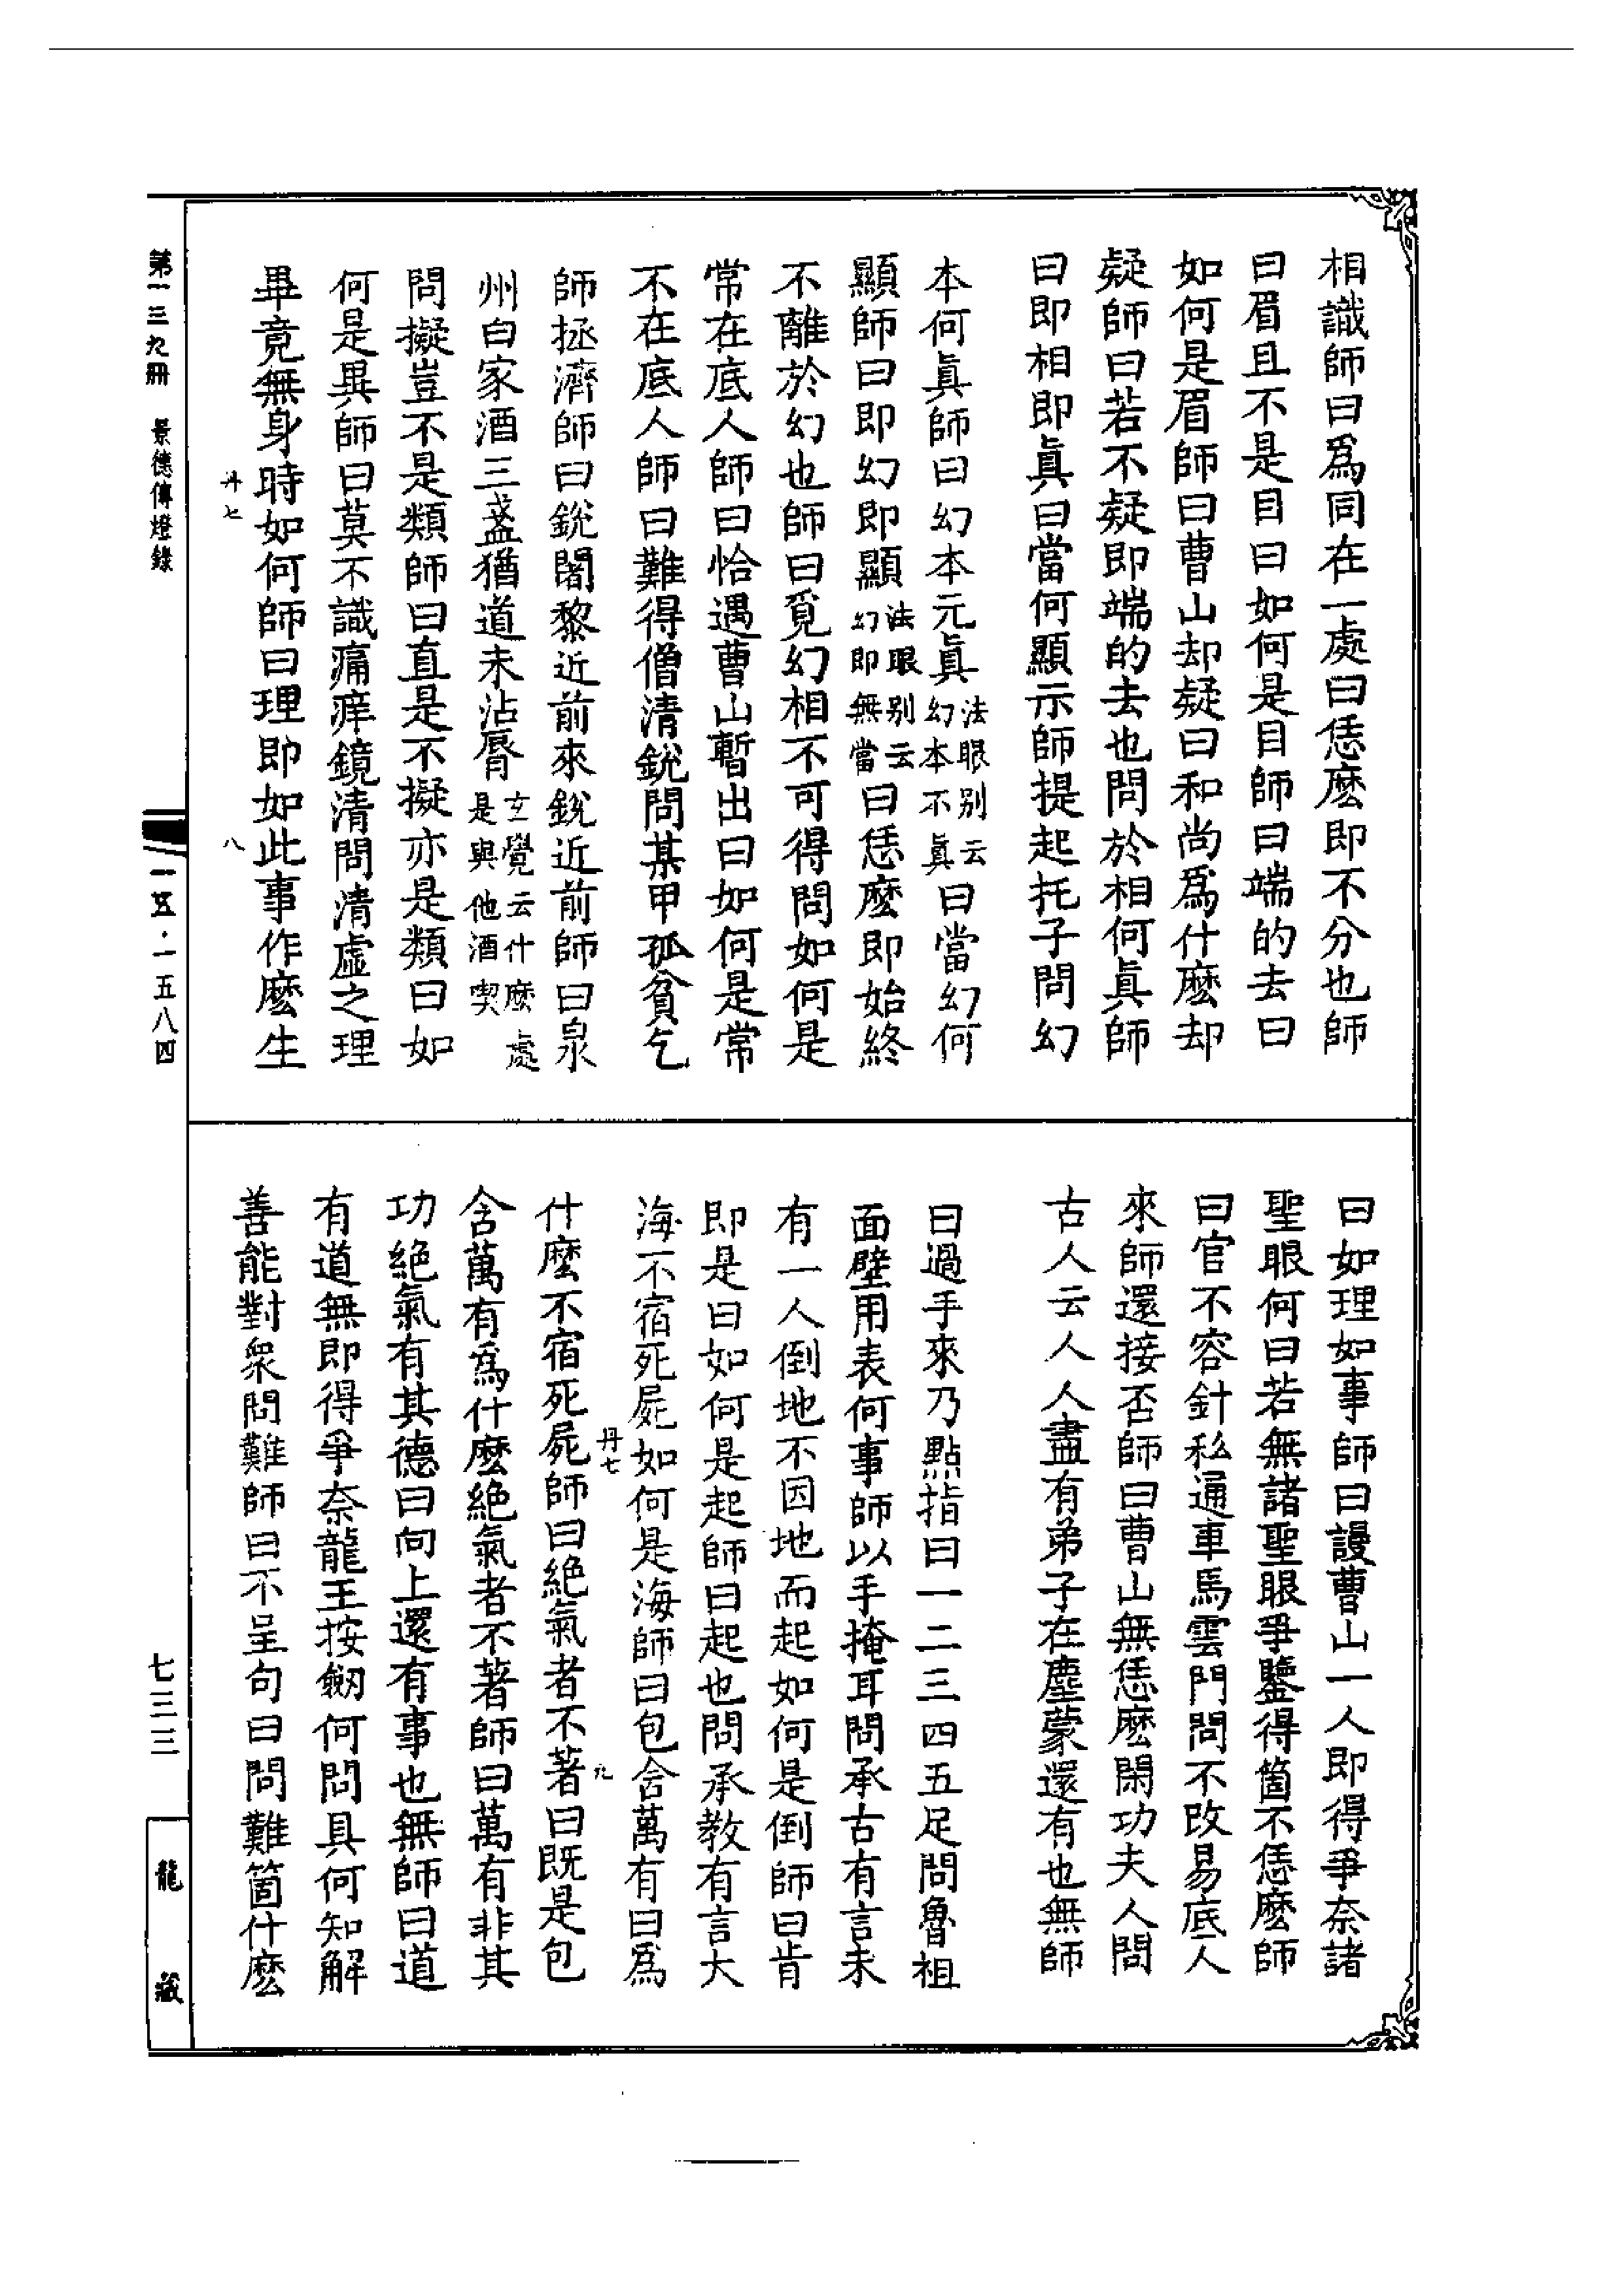 相識師曰爲同在一處曰恁麽即不分也師
曰眉且不是目曰如何是目師曰端的去曰
如何是眉師曰曹山却疑曰和尚爲什麽却
疑師曰若不疑即端的去也問於相何眞師
曰即相即眞曰當何顯示師提起托子問幻
本何眞師曰幻本元眞法眼别云幻本不眞曰當幻何
顯師曰即幻即顯法眼别云幻即無當曰恁麽即始終
不離於幻也師曰覓幻相不可得問如何是
常在底人師曰恰遇曹山暫出曰如何是常
不在底人師曰難得僧清銳問某甲孤貧乞
師拯濟師曰銳闍黎近前來銳近前師曰泉
州白家酒三盞猶道未沾脣玄覺云什麽處是與他酒喫
問擬豈不是類師曰直是不擬亦是類曰如
何是異師曰莫不識痛痒鏡清問清虛之理
畢竟無身時如何師曰理即如此事作麽生
丹七 八
第一三九冊 景德傳燈錄 一五·一五八四
曰如理如事師曰謾曹山一人即得爭奈諸
聖眼何曰若無諸聖眼爭鑒得箇不恁麽師
曰官不容針私通車馬雲門問不改易底人
來師還接否師曰曹山無恁麽閑功夫人問
古人云人人盡有弟子在塵蒙還有也無師
曰過手來乃點指曰一二三四五足問魯祖
面壁用表何事師以手掩耳問承古有言未
有一人倒地不因地而起如何是倒師曰肯
即是曰如何是起師曰起也問承教有言大
海不宿死屍如何是海師曰包含萬有曰爲
丹七 九
什麽不宿死屍師曰絕氣者不著曰既是包
含萬有爲什麽絕氣者不著師曰萬有非其
功絕氣有其德曰向上還有事也無師曰道
有道無即得爭奈龍王按劒何問具何知解
善能對衆問難師曰不呈句曰問難箇什麽
七三三
龍藏